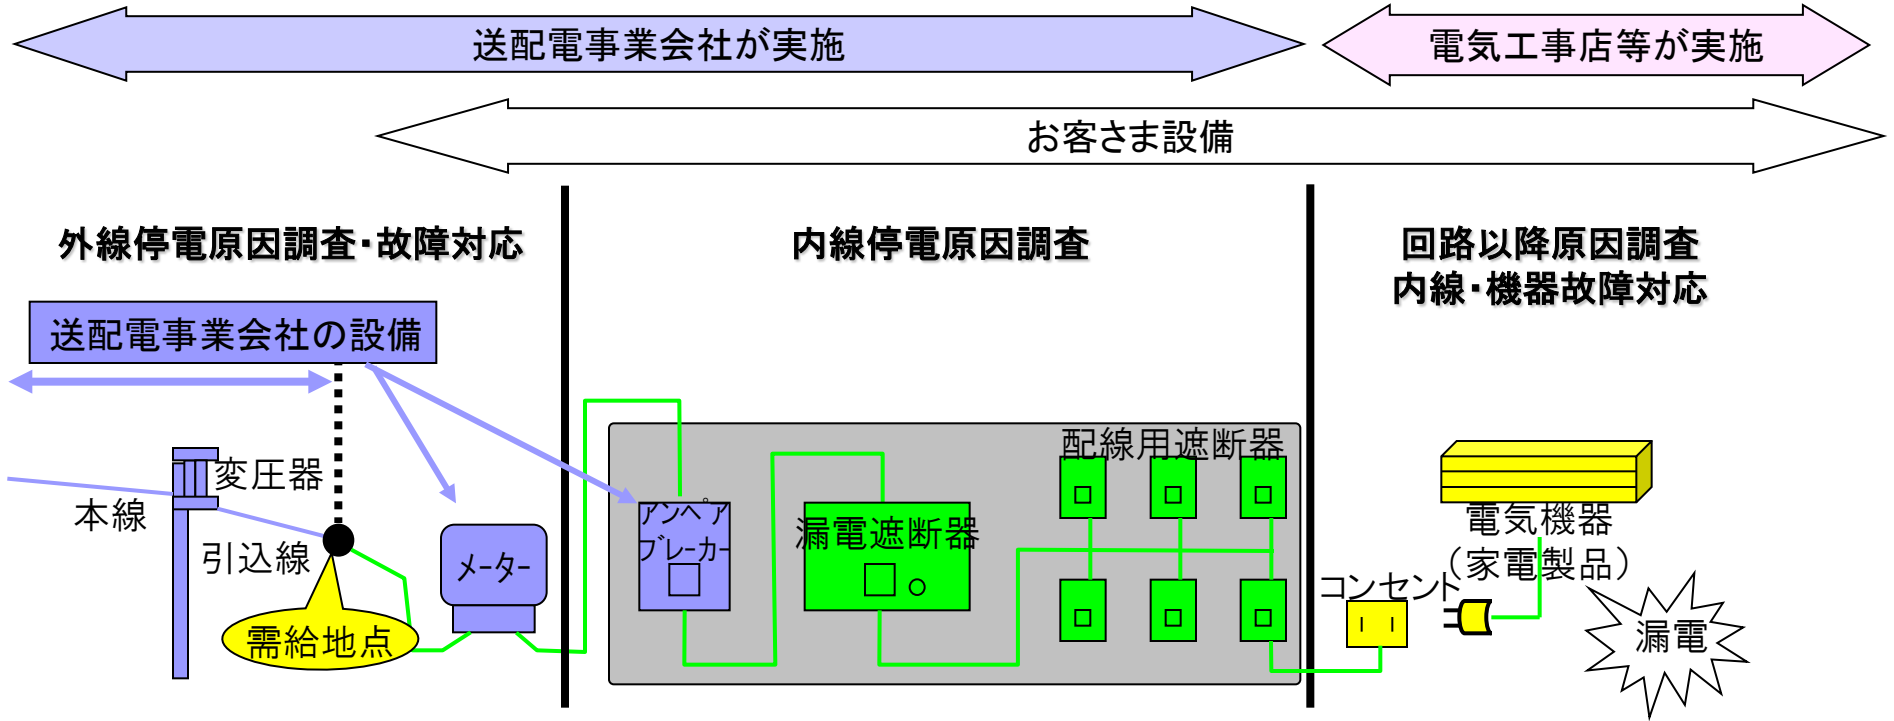 送配電事業会社が実施
電気工事店等が実施
お客さま設備
外線停電原因調査・故障対応
内線停電原因調査
回路以降原因調査
内線・機器故障対応
送配電事業会社の設備
変圧器
本線
引込線
需給地点
メーター
アンペア
ブレーカー
漏電遮断器
配線用遮断器
コンセント
電気機器
（家電製品）
漏電